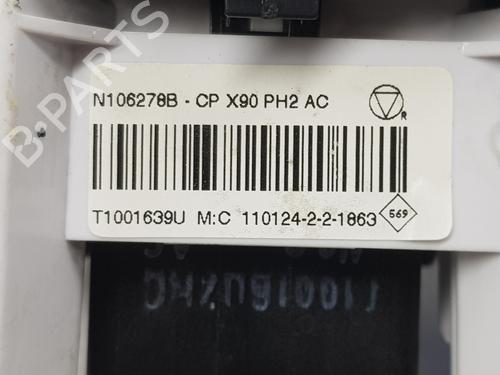 B-PARTS
N106278B - CP X90 PH2 AC
R
T1001639U M:C 110124-2-2-1863
569